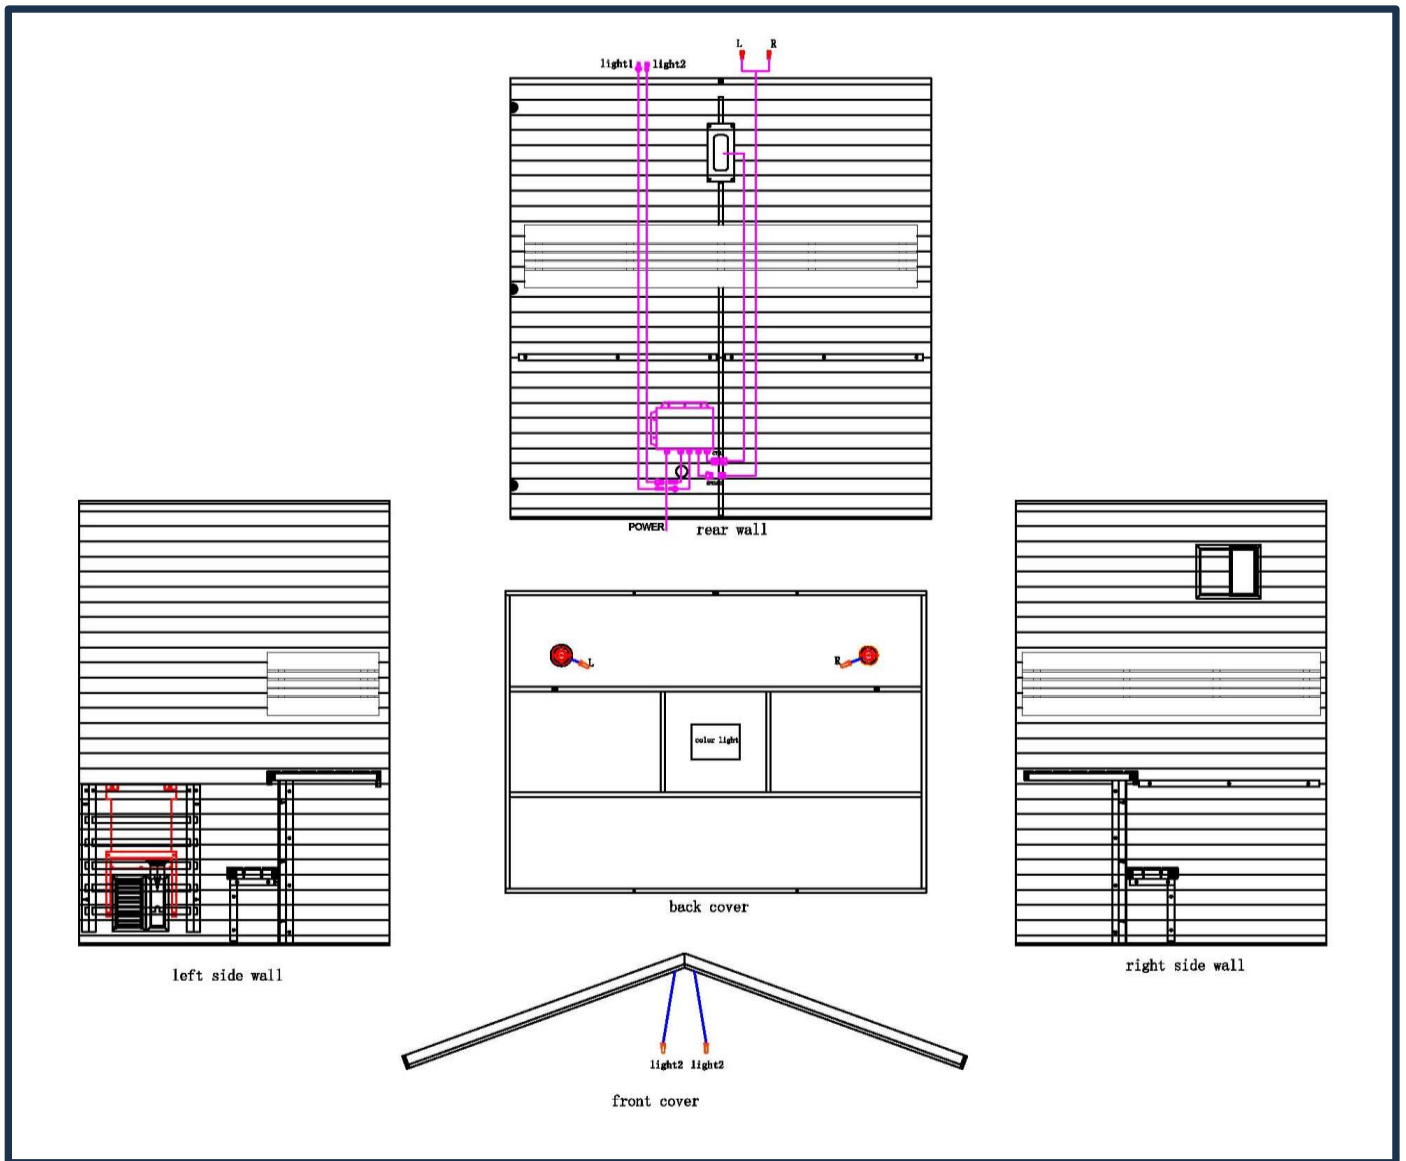 L R
light1 light2
POWER
rear wall
L
R
color light
back cover
left side wall
right side wall
light2 light2
front cover